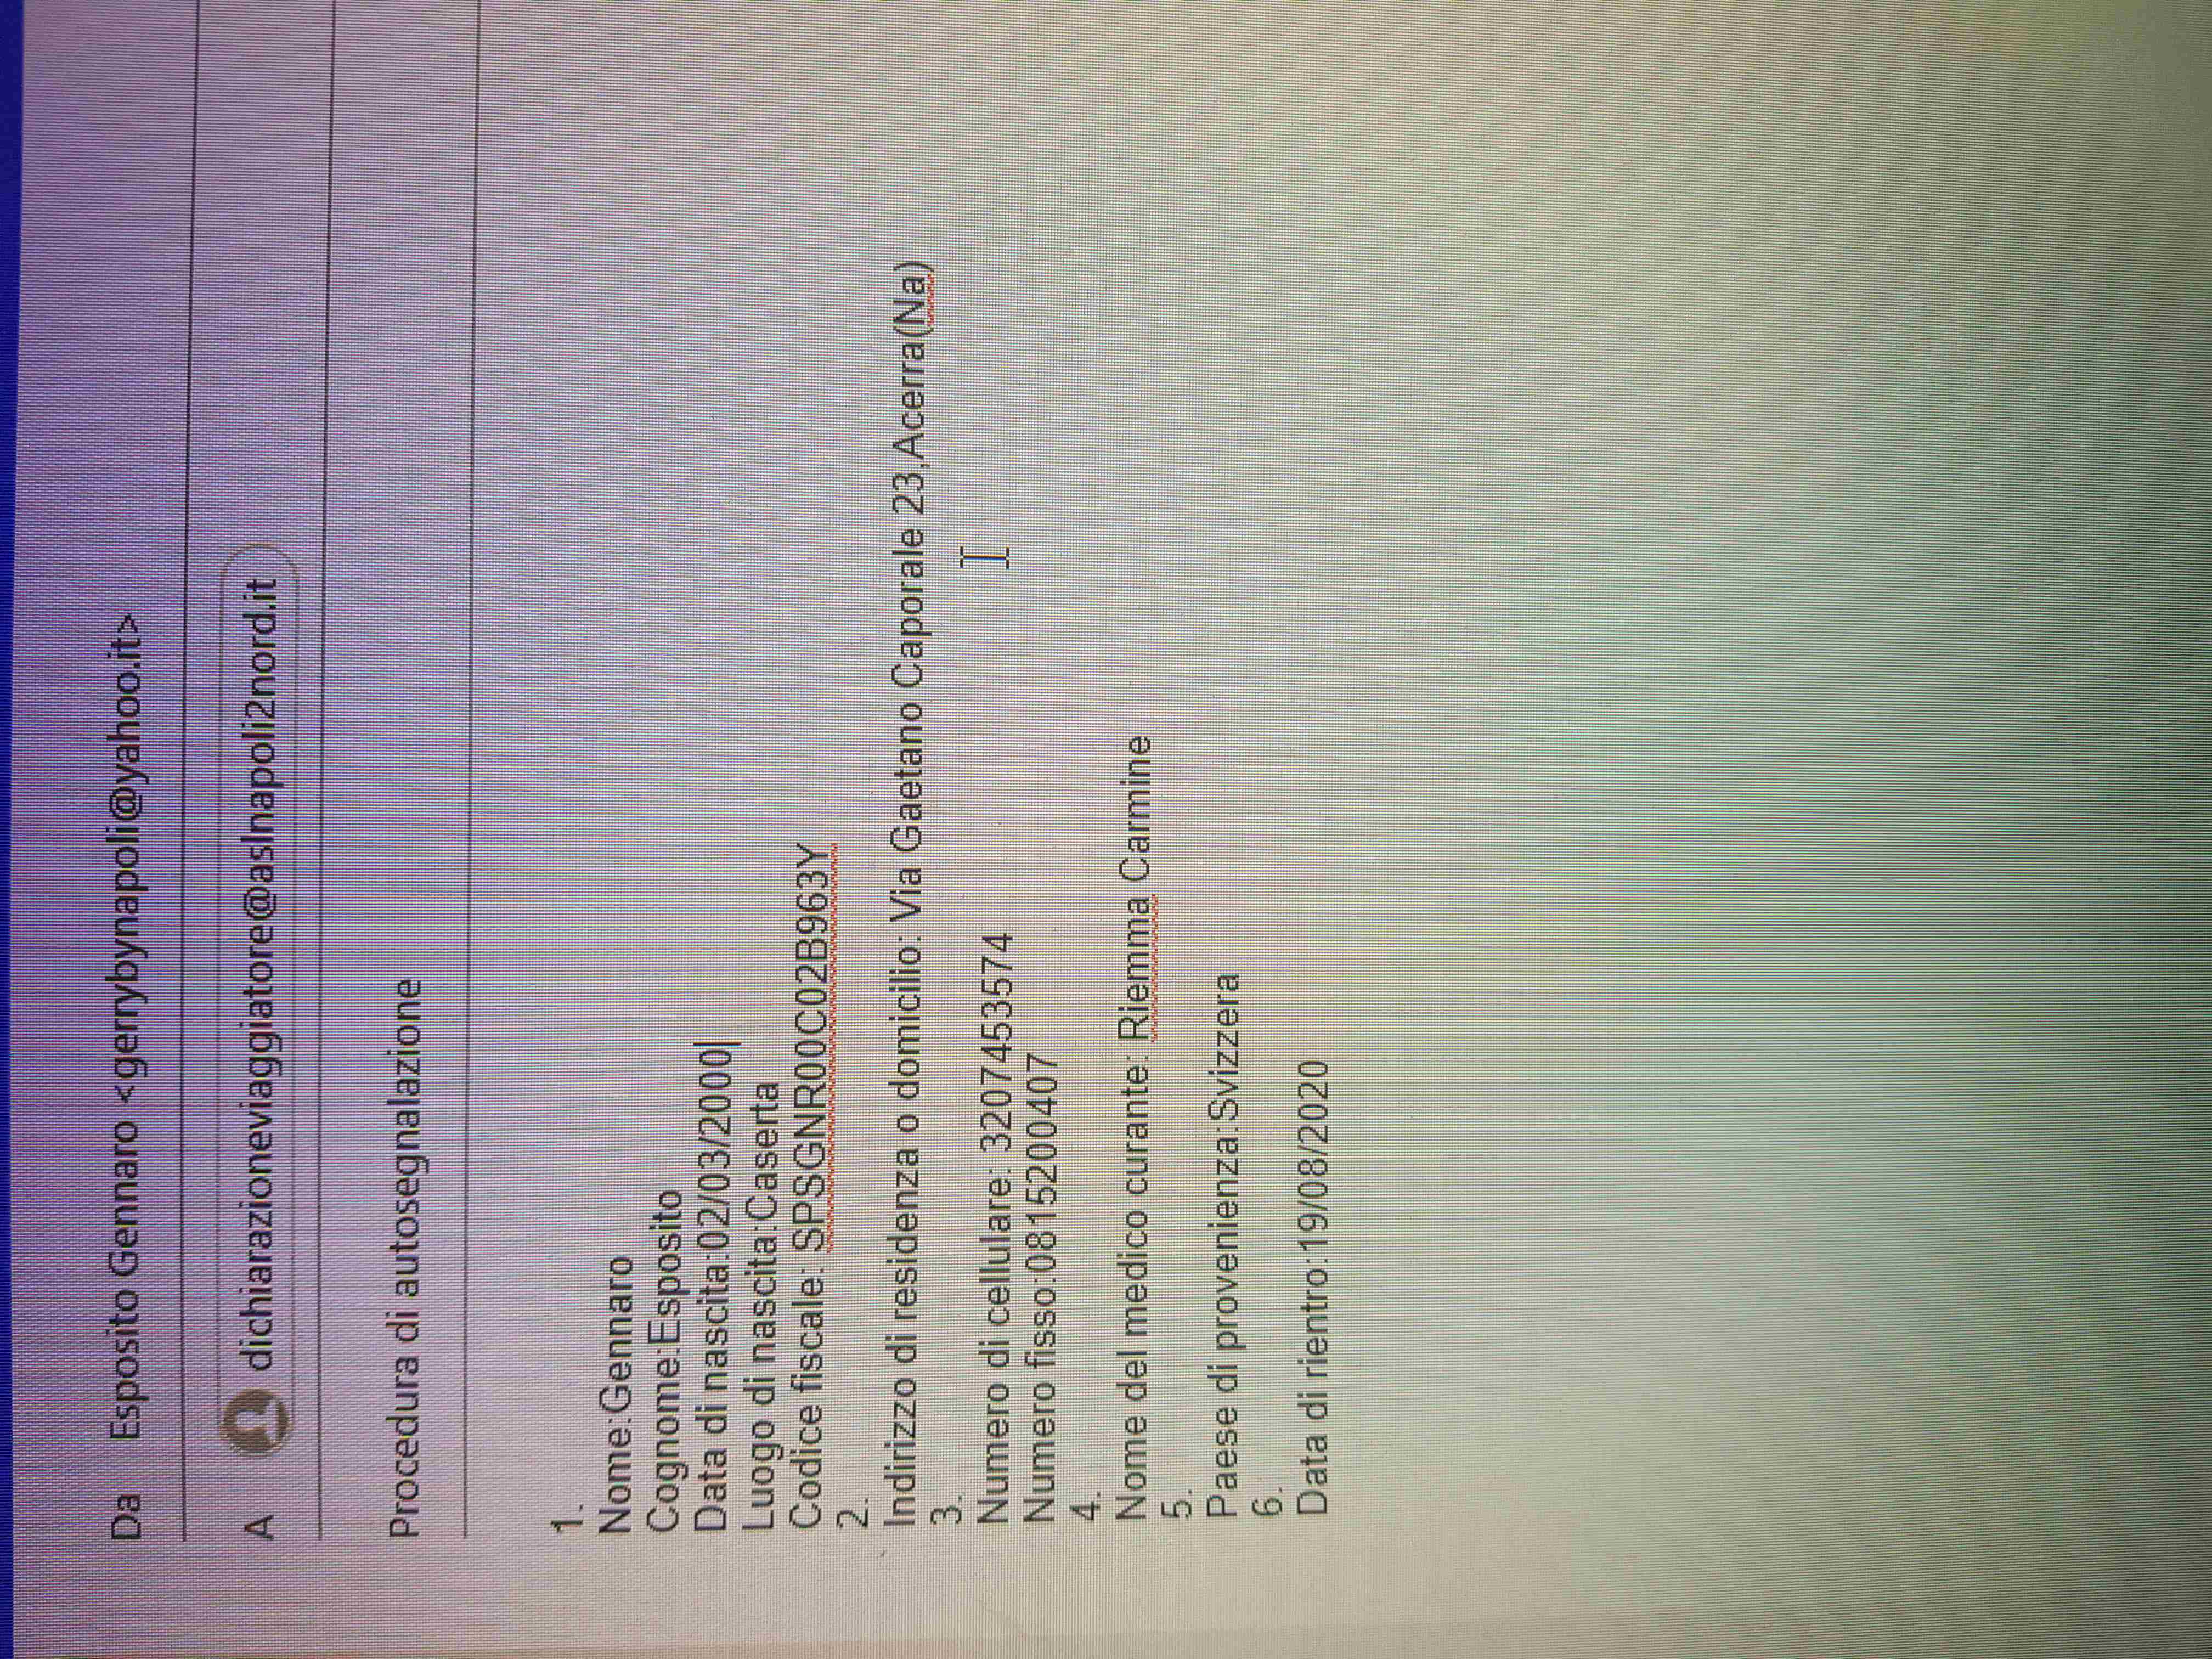 Da Esposito Gennaro <gerrybynapoli@yahoo.it>
A dichiarazioneviaggiatore@aslnapoli2nord.it
Procedura di autosegnalazione
1.
Nome:Gennaro
Cognome:Esposito
Data di nascita:02/03/2000
Luogo di nascita:Caserta
Codice fiscale: SPSGNR00C02B963Y
2.
Indirizzo di residenza o domicilio: Via Gaetano Caporale 23,Acerra(Na)
3.
Numero di cellulare: 3207453574
Numero fisso:0815200407
4.
Nome del medico curante: Riemma Carmine
5.
Paese di provenienza:Svizzera
6.
Data di rientro:19/08/2020